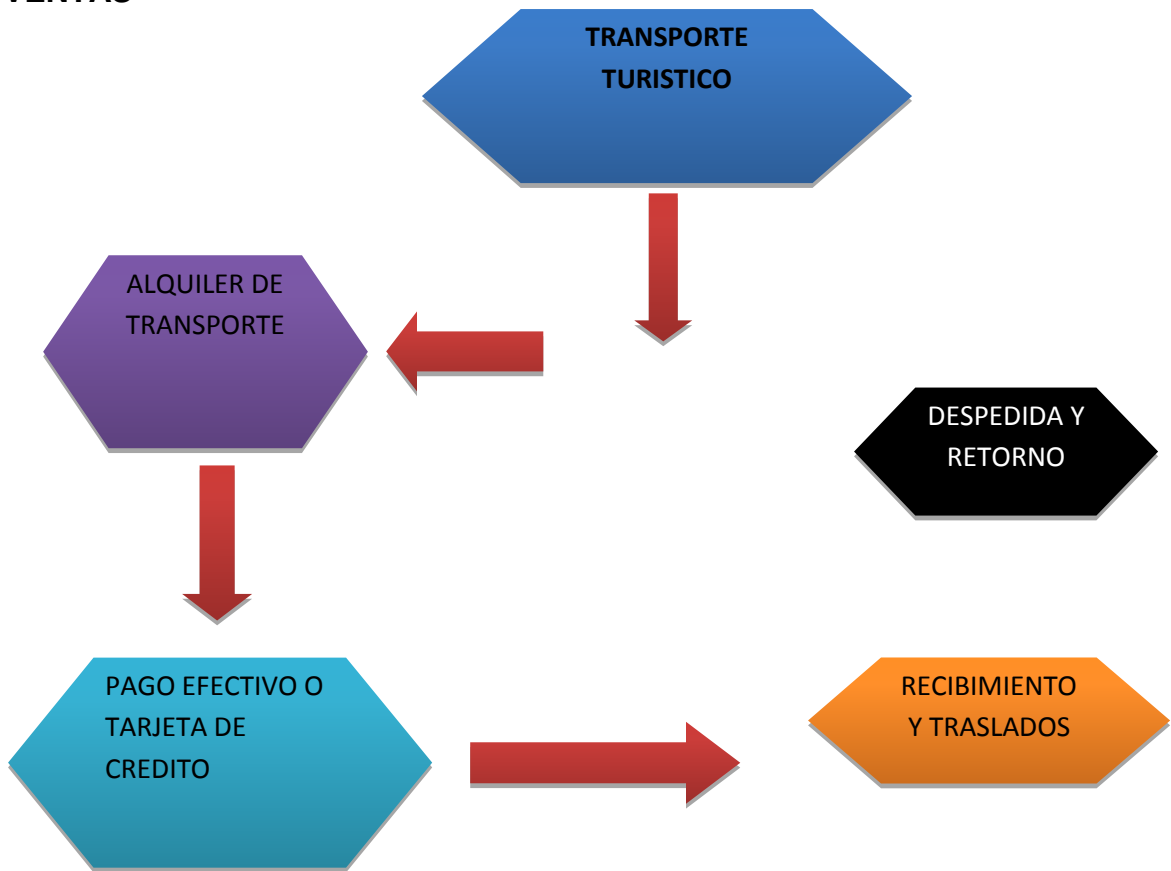 TRANSPORTE
TURISTICO
ALQUILER DE
TRANSPORTE
DESPEDIDA Y
RETORNO
PAGO EFECTIVO O
TARJETA DE
CREDITO
RECIBIMIENTO
Y TRASLADOS